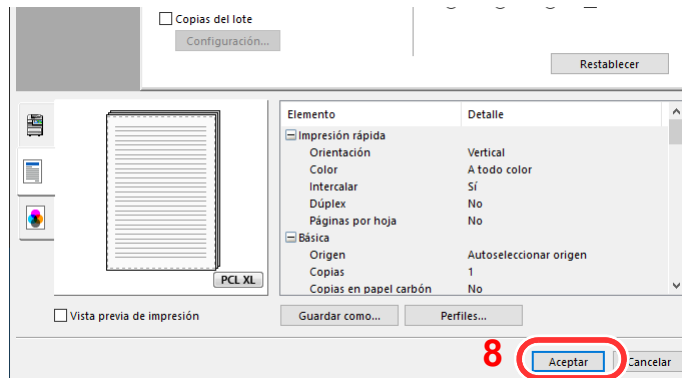 Copias del lote
Configuración...
Restablecer
Elemento Detalle
Impresión rápida
Orientación Vertical
Color A todo color
Intercalar Sí
Dúplex No
Páginas por hoja No
Básica
Origen Autoseleccionar origen
Copias 1
Copias en papel carbón No
PCL XL
Vista previa de impresión Guardar como... Perfiles...
8 Aceptar Cancelar